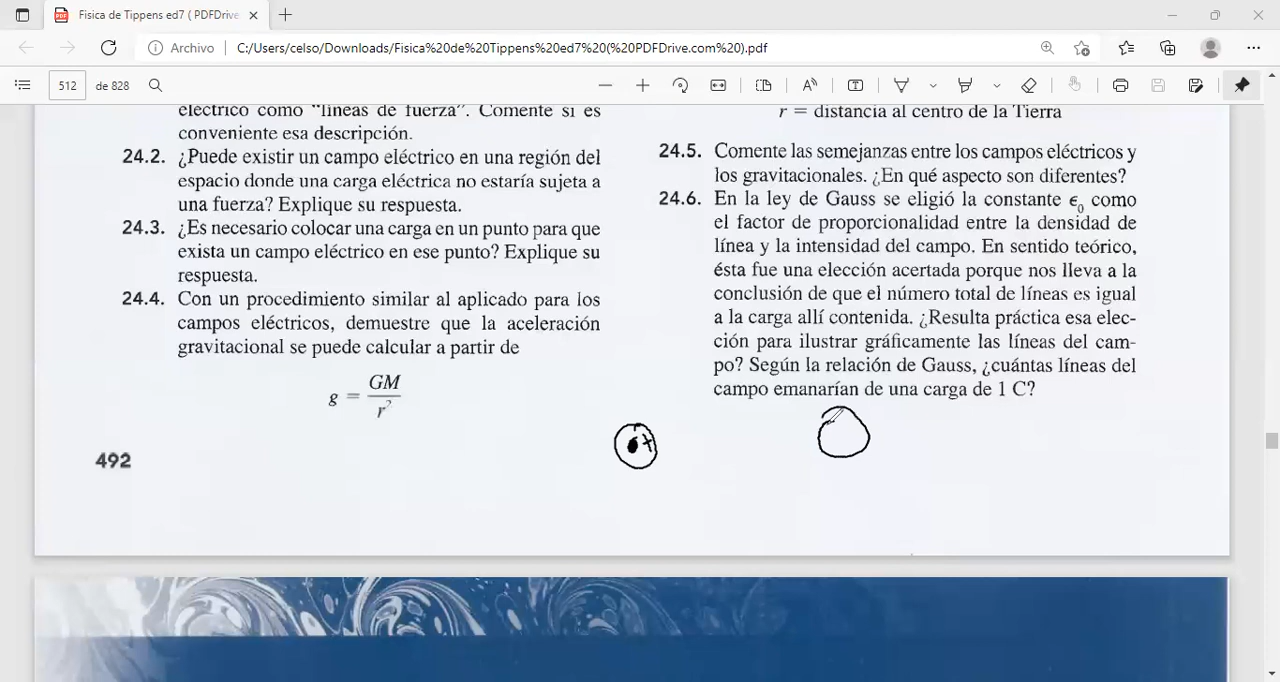 Fisica de Tippens ed7 ( PDFDrive
Archivo
C:/Users/celso/Downloads/Fisica%20de%20Tippens%20ed7%20(%20PDFDrive.com%20).pdf
512 de 828
eléctrico como “líneas de fuerza”. Comente si es
conveniente esa descripción.
24.2. ¿Puede existir un campo eléctrico en una región del
espacio donde una carga eléctrica no estaría sujeta a
una fuerza? Explique su respuesta.
24.3. ¿Es necesario colocar una carga en un punto para que
exista un campo eléctrico en ese punto? Explique su
respuesta.
24.4. Con un procedimiento similar al aplicado para los
campos eléctricos, demuestre que la aceleración
gravitacional se puede calcular a partir de
g = GM / r²
492
r = distancia al centro de la Tierra
24.5. Comente las semejanzas entre los campos eléctricos y
los gravitacionales. ¿En qué aspecto son diferentes?
24.6. En la ley de Gauss se eligió la constante ϵ₀ como
el factor de proporcionalidad entre la densidad de
línea y la intensidad del campo. En sentido teórico,
ésta fue una elección acertada porque nos lleva a la
conclusión de que el número total de líneas es igual
a la carga allí contenida. ¿Resulta práctica esa elec-
ción para ilustrar gráficamente las líneas del cam-
po? Según la relación de Gauss, ¿cuántas líneas del
campo emanarían de una carga de 1 C?
+